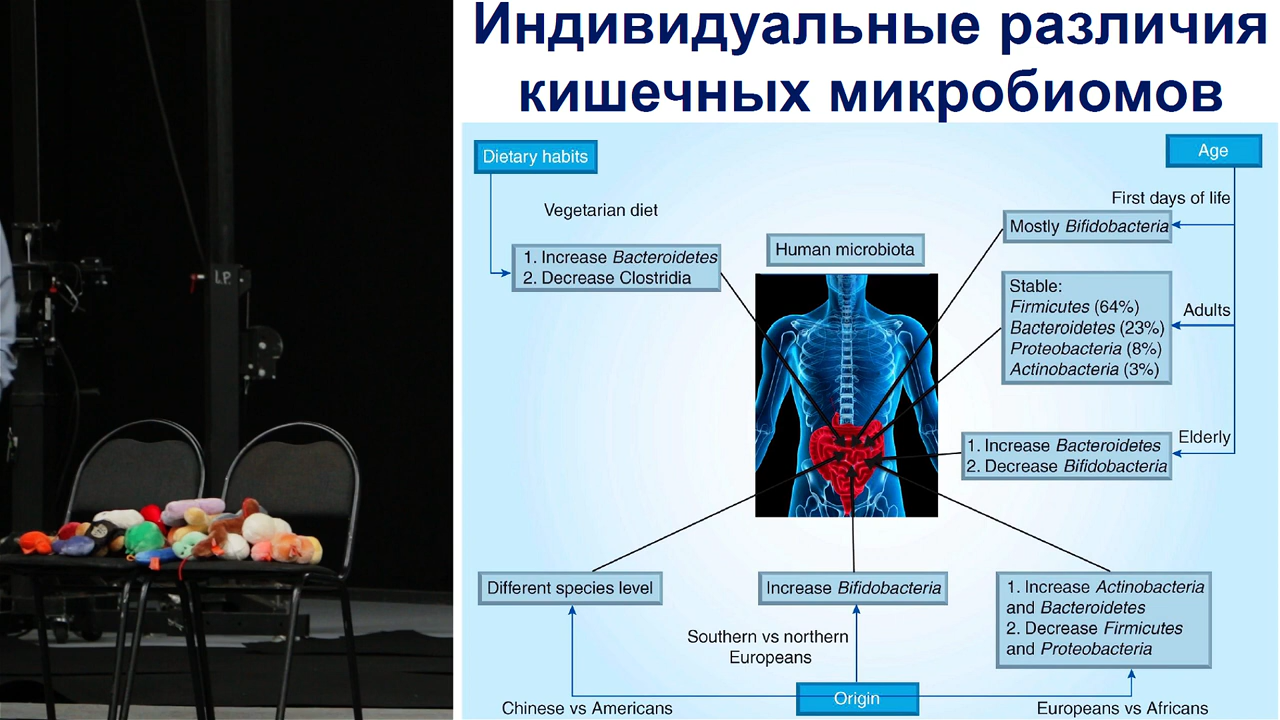 Индивидуальные различия
кишечных микробиомов
Dietary habits
Vegetarian diet
1. Increase Bacteroidetes
2. Decrease Clostridia
Human microbiota
Age
First days of life
Mostly Bifidobacteria
Stable:
Firmicutes (64%)
Bacteroidetes (23%)
Proteobacteria (8%)
Actinobacteria (3%)
Adults
Elderly
1. Increase Bacteroidetes
2. Decrease Bifidobacteria
Different species level
Increase Bifidobacteria
1. Increase Actinobacteria
and Bacteroidetes
2. Decrease Firmicutes
and Proteobacteria
Southern vs northern
Europeans
Origin
Chinese vs Americans
Europeans vs Africans
L.P.